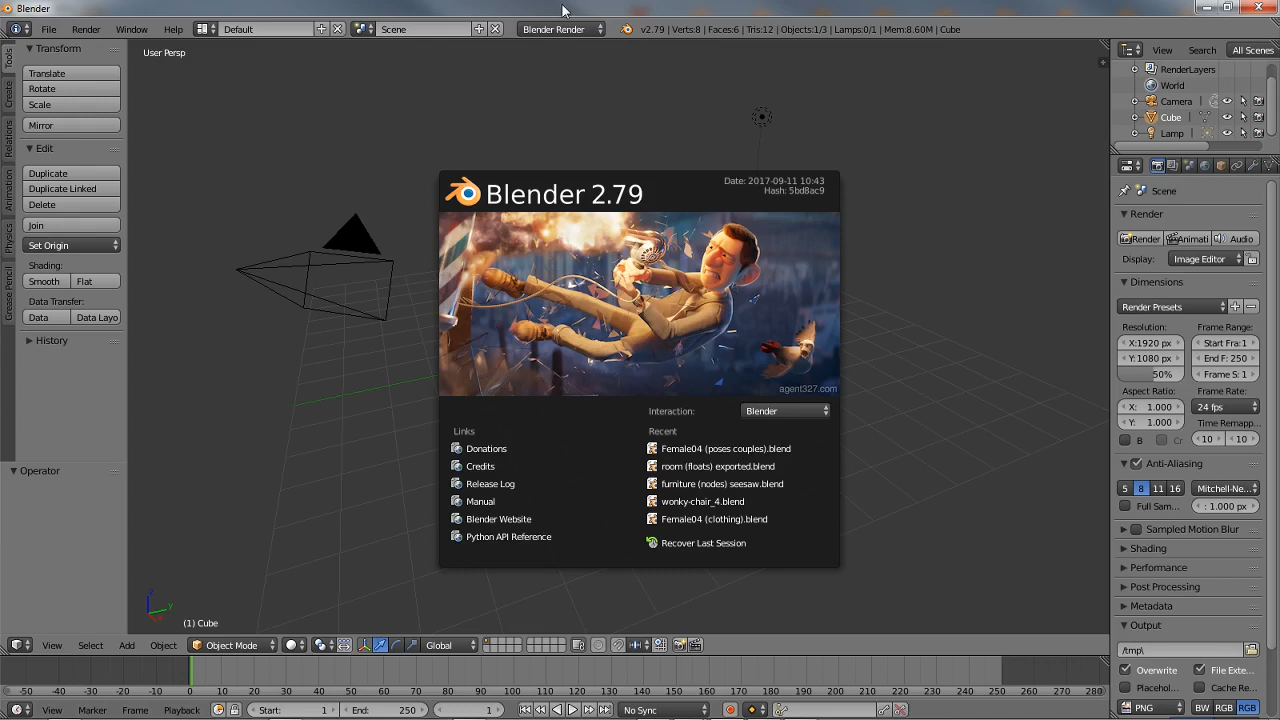 Blender
File Render Window Help Default Scene Blender Render v2.79 | Verts:8 | Faces:6 | Tris:12 | Objects:1/3 | Lamps:0/1 | Mem:8.60M | Cube
Tools
Create
Relations
Animation
Physics
Grease Pencil
Transform
Translate
Rotate
Scale
Mirror
Edit
Duplicate
Duplicate Linked
Delete
Join
Set Origin
Shading:
Smooth Flat
Data Transfer:
Data Data Layo
History
Operator
User Persp
Blender 2.79
Date: 2017-09-11 10:43
Hash: 5bd8ac9
agent327.com
Interaction: Blender
Links
Donations
Credits
Release Log
Manual
Blender Website
Python API Reference
Recent
Female04 (poses couples).blend
room (floats) exported.blend
furniture (nodes) seesaw.blend
wonky-chair_4.blend
Female04 (clothing).blend
Recover Last Session
z
y
x
(1) Cube
View Select Add Object Object Mode Global
View Search All Scenes
RenderLayers
World
Camera
Cube
Lamp
Scene
Render
Render Animati Audio
Display: Image Editor
Dimensions
Render Presets
Resolution: Frame Range:
X:1920 px Start Fra:1
Y:1080 px End F: 250
50% Frame S: 1
Aspect Ratio: Frame Rate:
X: 1.000 24 fps
Y: 1.000 Time Remapp...
B Cr 10 10
Anti-Aliasing
5 8 11 16 Mitchell-Ne...
Full Sam... : 1.000 px
Sampled Motion Blur
Shading
Performance
Post Processing
Metadata
Output
/tmp\
Overwrite File Exte...
Placehol... Cache Re...
PNG BW RGB RGB
-50 -40 -30 -20 -10 0 10 20 30 40 50 60 70 80 90 100 110 120 130 140 150 160 170 180 190 200 210 220 230 240 250 260 270 280
View Marker Frame Playback Start: 1 End: 250 1 No Sync